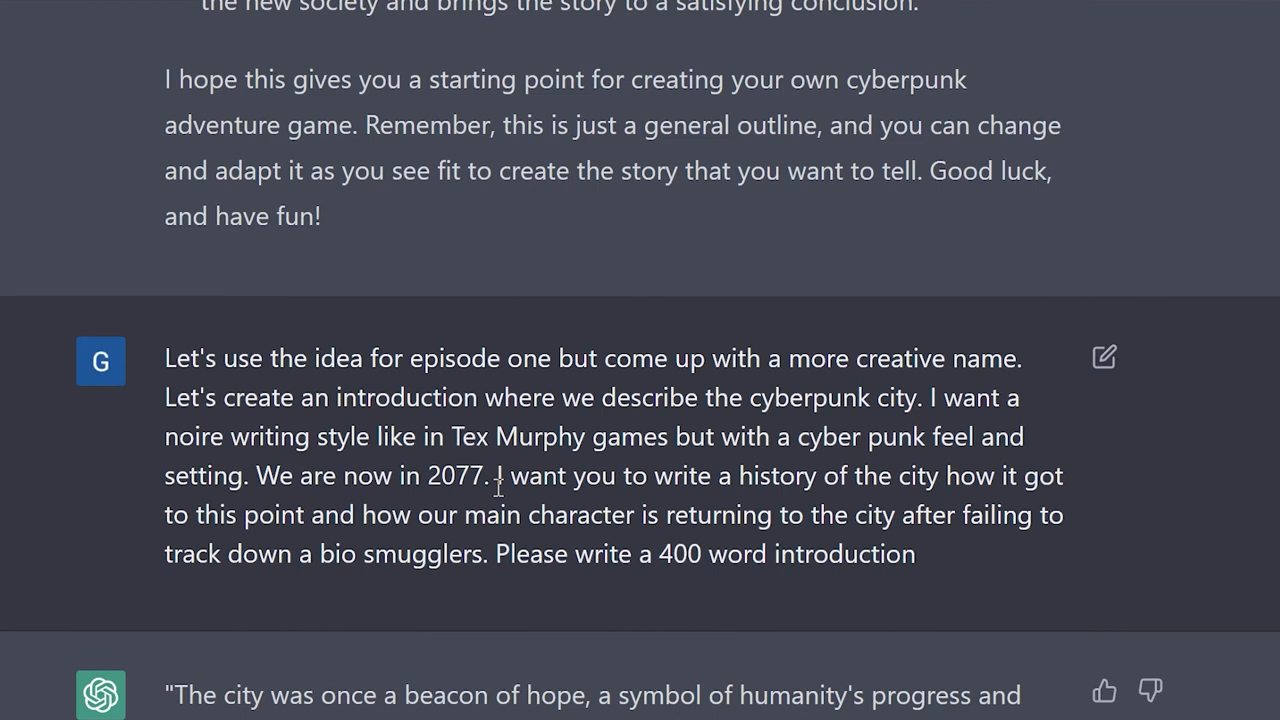 the new society and brings the story to a satisfying conclusion.
I hope this gives you a starting point for creating your own cyberpunk
adventure game. Remember, this is just a general outline, and you can change
and adapt it as you see fit to create the story that you want to tell. Good luck,
and have fun!
G
Let's use the idea for episode one but come up with a more creative name.
Let's create an introduction where we describe the cyberpunk city. I want a
noire writing style like in Tex Murphy games but with a cyber punk feel and
setting. We are now in 2077. I want you to write a history of the city how it got
to this point and how our main character is returning to the city after failing to
track down a bio smugglers. Please write a 400 word introduction
"The city was once a beacon of hope, a symbol of humanity's progress and